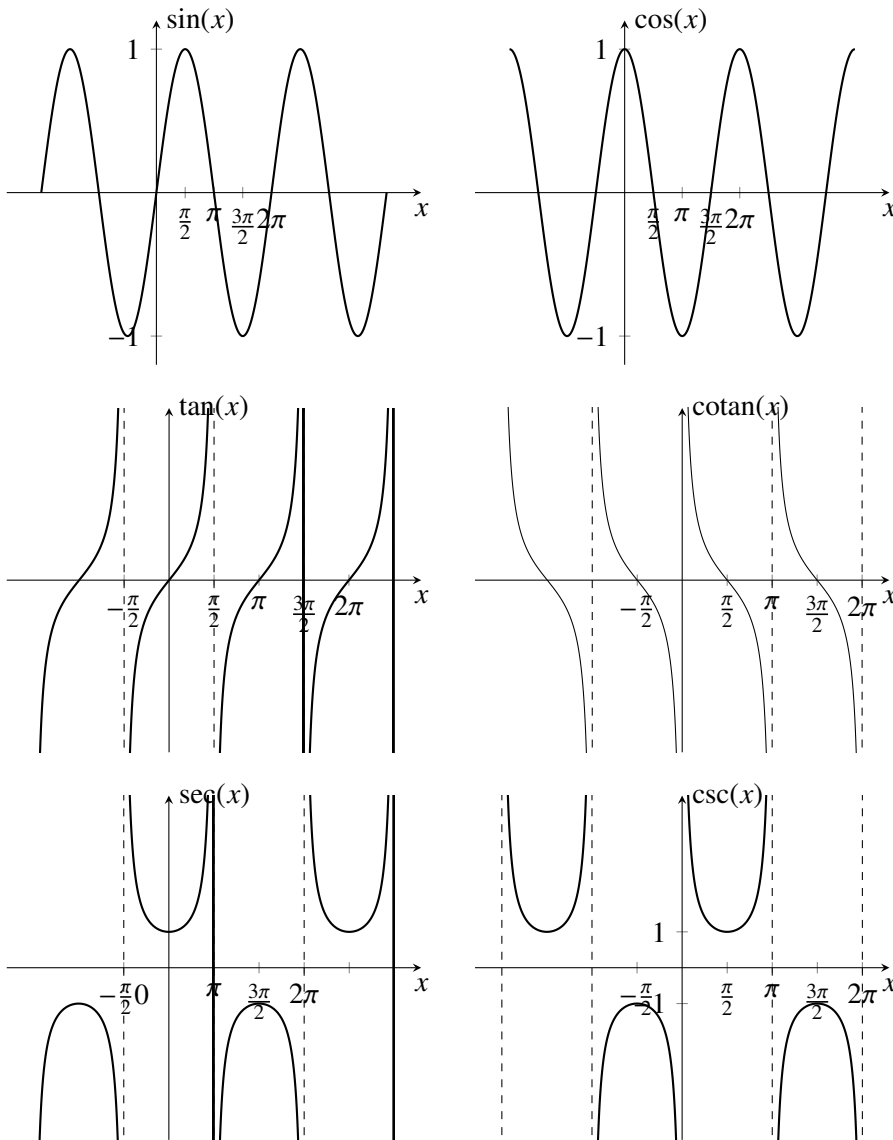 sin(x) cos(x)
1 1
x x
π/2 π 3π/2 2π π/2 π 3π/2 2π
−1 −1
tan(x) cotan(x)
x x
−π/2 π/2 π 3π/2 2π −π/2 π/2 π 3π/2 2π
sec(x) csc(x)
1
x x
−π/2 0 π 3π/2 2π −π/2 π/2 π 3π/2 2π
−1